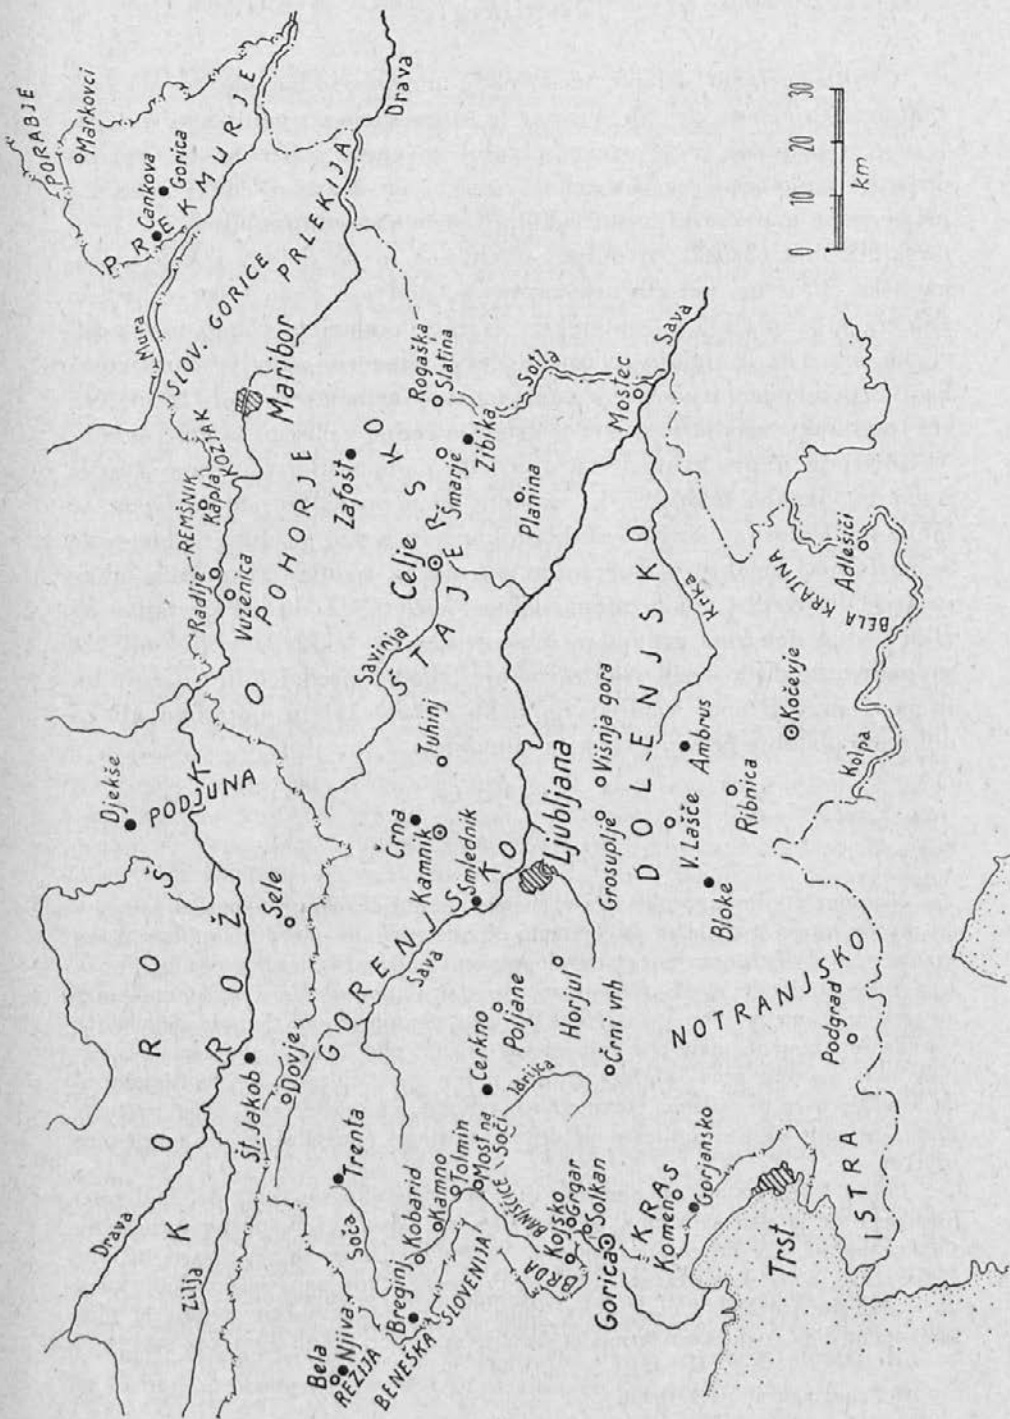 PORABJE
Markovci
PREKMURJE
Cankova
Gorica
Mura
SLOV. GORICE
PRLEKIJA
Drava
Maribor
KOZJAK
REMŠNIK
Kapla
Radlje
Vuzenica
POHORJE
Zafošt
Rogaška
Slatina
Sotla
Šmarje
Zibika
Celje
Savinja
ŠTAJERSKO
Tuhinj
Planina
Mostec
Sava
Djekše
PODJUNA
KOROŠKO
ROŽ
Sele
Drava
Zilja
Št. Jakob
Dovje
GORENJSKO
Sava
Črna
Kamnik
Smlednik
Ljubljana
Poljane
Cerkno
Idrijca
Horjul
Črni vrh
Grosuplje
Višnja gora
DOLENJSKO
Krka
V. Lašče
Ambrus
Bloke
Ribnica
Kočevje
BELA KRAJINA
Adlešiči
Kolpa
NOTRANJSKO
Podgrad
ISTRA
Trst
Trenta
Soča
Bela
Njiva
REZIJA
Breginj
Kobarid
Kamno
Tolmin
Most na
Soči
BENEŠKA SLOVENIJA
BANJŠČICE
BRDA
Kojsko
Grgar
Solkan
Gorica
KRAS
Komen
Gorjansko
0 10 20 30
km